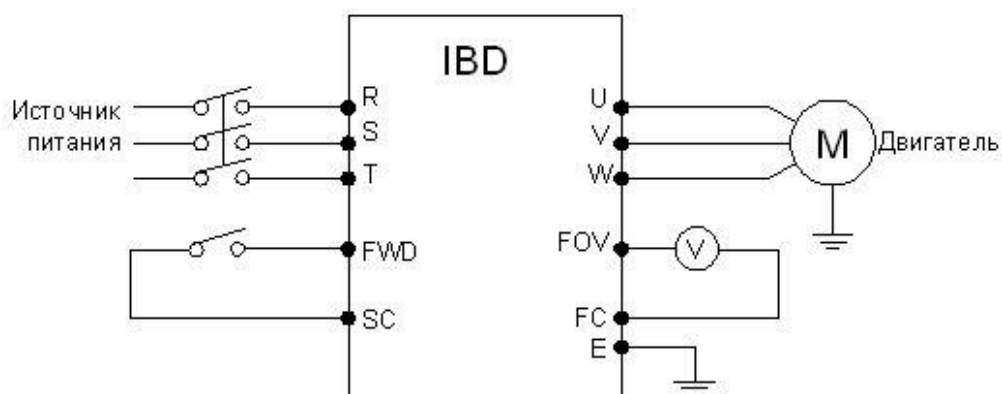 IBD
Источник
питания
R
S
T
FWD
SC
U
V
W
FOV
FC
E
V
M
Двигатель